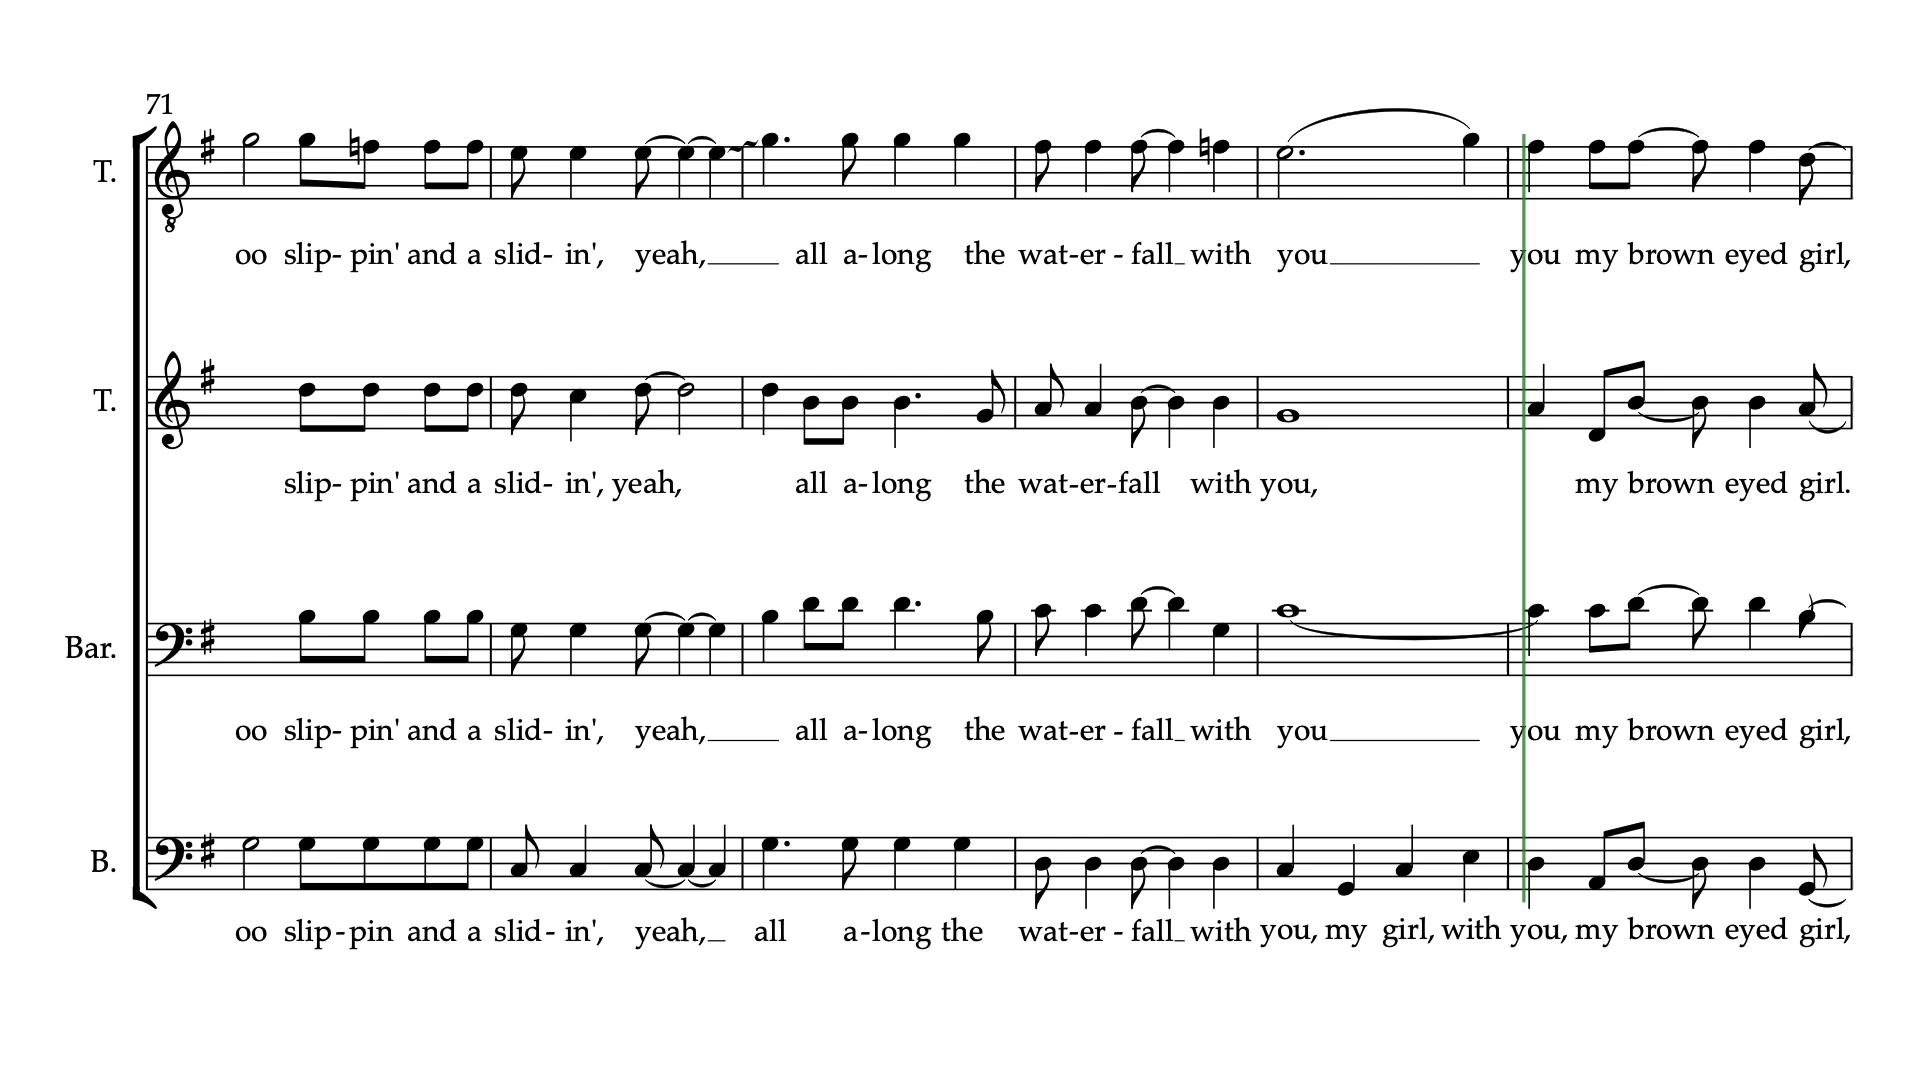 71
T.
oo slip- pin' and a slid- in', yeah, all a-long the wat-er - fall with you you my brown eyed girl,
T.
slip- pin' and a slid- in', yeah, all a-long the wat-er-fall with you, my brown eyed girl.
Bar.
oo slip- pin' and a slid- in', yeah, all a-long the wat-er - fall with you you my brown eyed girl,
B.
oo slip-pin and a slid- in', yeah, all a-long the wat-er - fall with you, my girl, with you, my brown eyed girl,